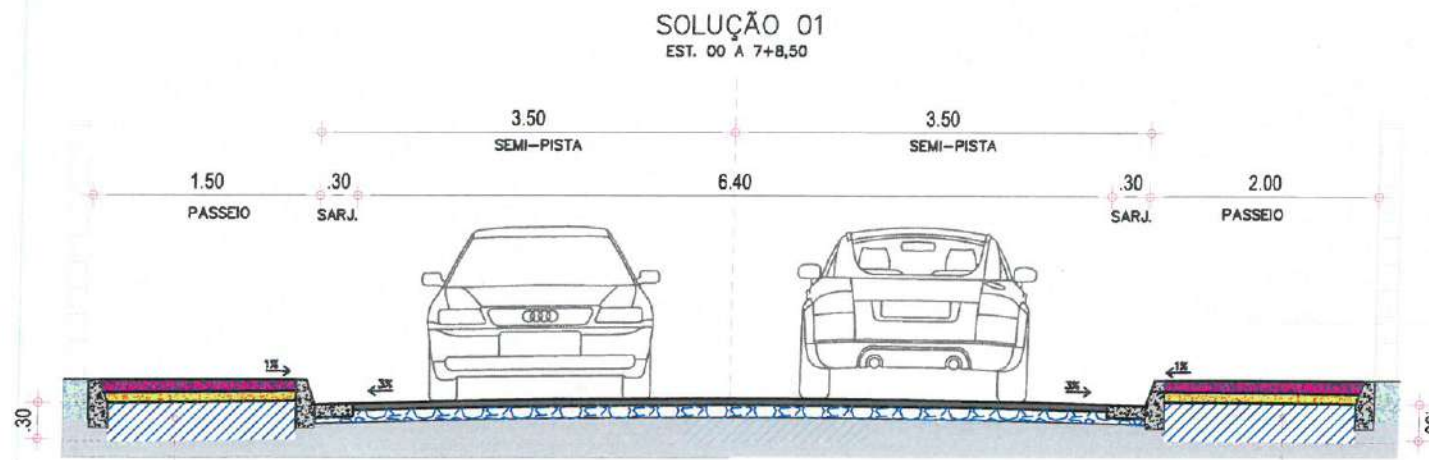 SOLUÇÃO 01
EST. 00 A 7+8,50
3.50
3.50
SEMI-PISTA
SEMI-PISTA
1.50
.30
6.40
.30
2.00
PASSEIO
SARJ.
SARJ.
PASSEIO
1%
3%
3%
1%
.30